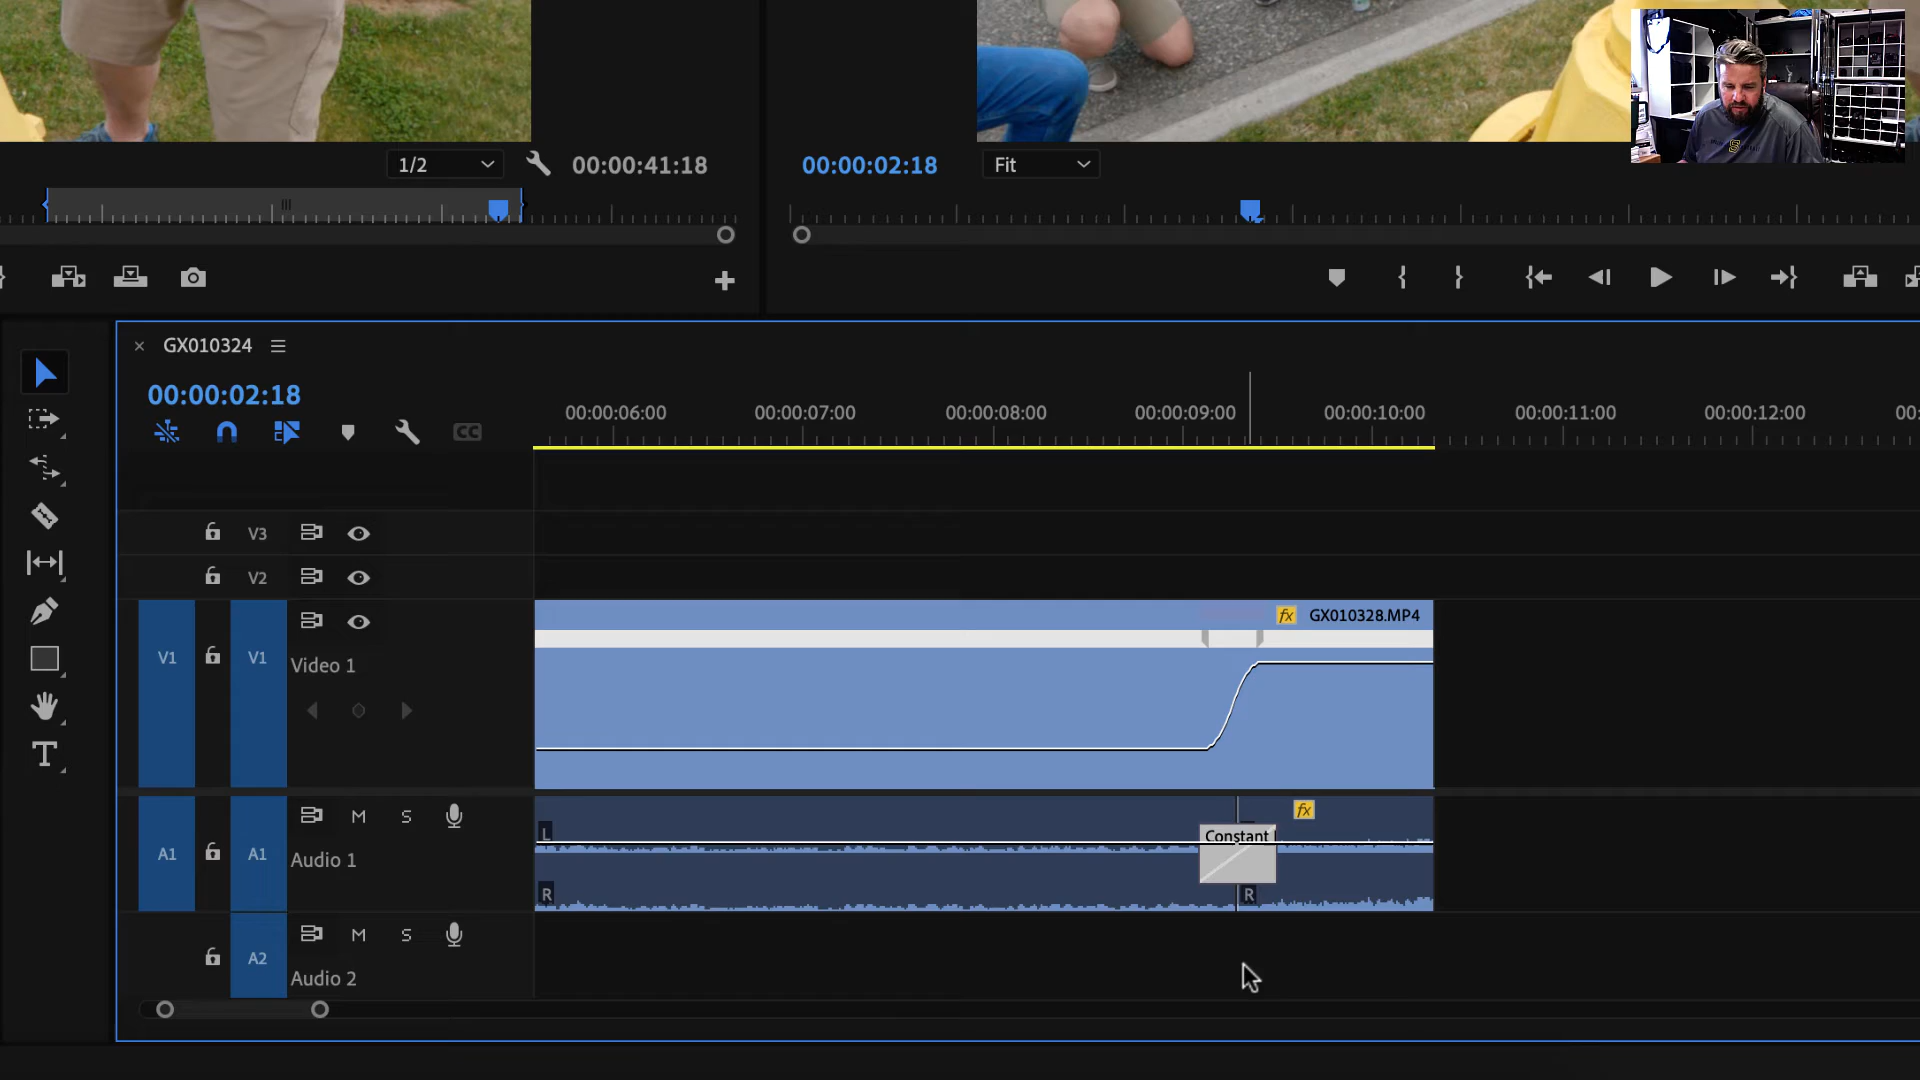 1/2
00:00:41:18
00:00:02:18
Fit
GX010324
00:00:02:18
00:00:06:00
00:00:07:00
00:00:08:00
00:00:09:00
00:00:10:00
00:00:11:00
00:00:12:00
00:
CC
V3
V2
fx GX010328.MP4
V1
V1
Video 1
M
S
fx
L
Constant
A1
A1
Audio 1
R
R
M
S
A2
Audio 2
T